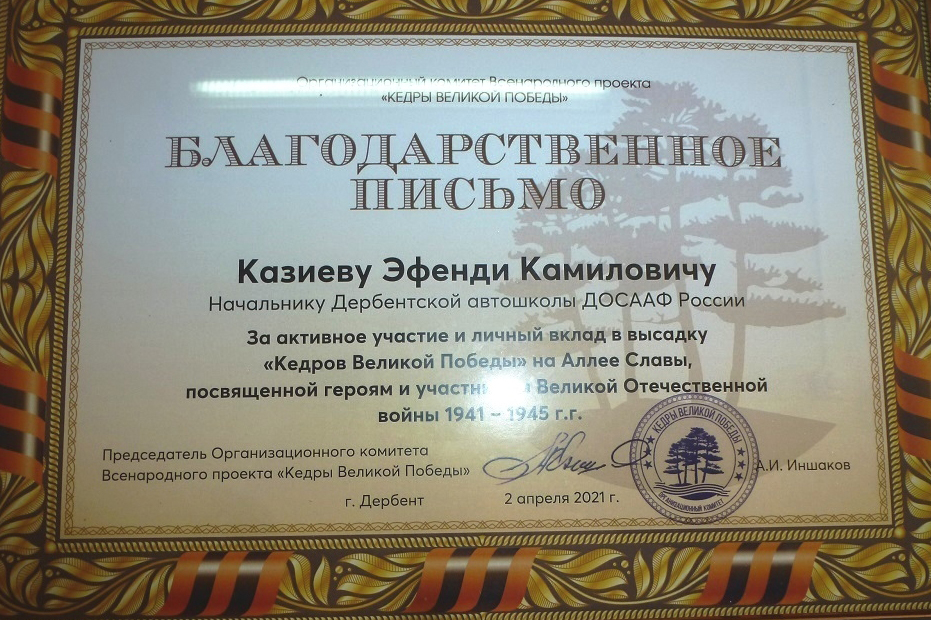 Организационный комитет Всенародного проекта
«КЕДРЫ ВЕЛИКОЙ ПОБЕДЫ»
БЛАГОДАРСТВЕННОЕ
ПИСЬМО
Казиеву Эфенди Камиловичу
Начальнику Дербентской автошколы ДОСААФ России
За активное участие и личный вклад в высадку
«Кедров Великой Победы» на Аллее Славы,
посвященной героям и Великой Отечественной
войны 1941 – 1945 г.г.
Председатель Организационного комитета
Всенародного проекта «Кедры Великой Победы»
А.И. Иншаков
г. Дербент 2 апреля 2021 г.
КЕДРЫ ВЕЛИКОЙ ПОБЕДЫ
ОРГАНИЗАЦИОННЫЙ КОМИТЕТ